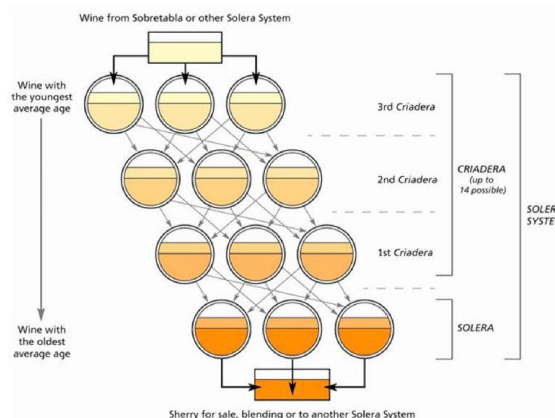 Wine from Sobretabla or other Solera System
Wine with
the youngest
average age
3rd Criadera
2nd Criadera
CRIADERA
(up to
14 possible)
1st Criadera
SOLERA
Wine with
the oldest
average age
SOLERA
Sherry for sale, blending or to another Solera System